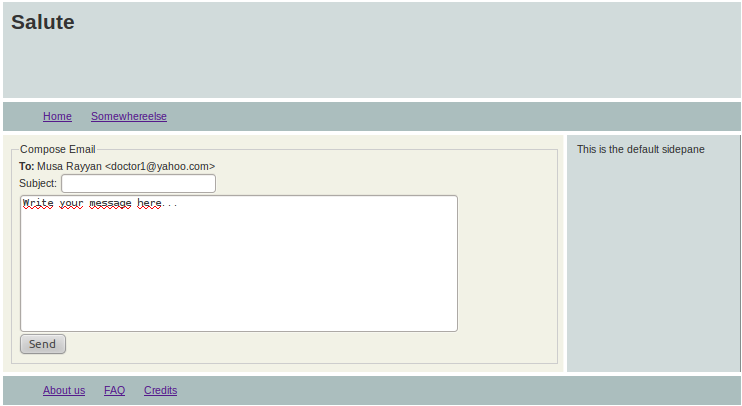 Salute
Home Somewhereelse
Compose Email
To: Musa Rayyan <doctor1@yahoo.com>
Subject:
Write your message here...
Send
This is the default sidepane
About us FAQ Credits